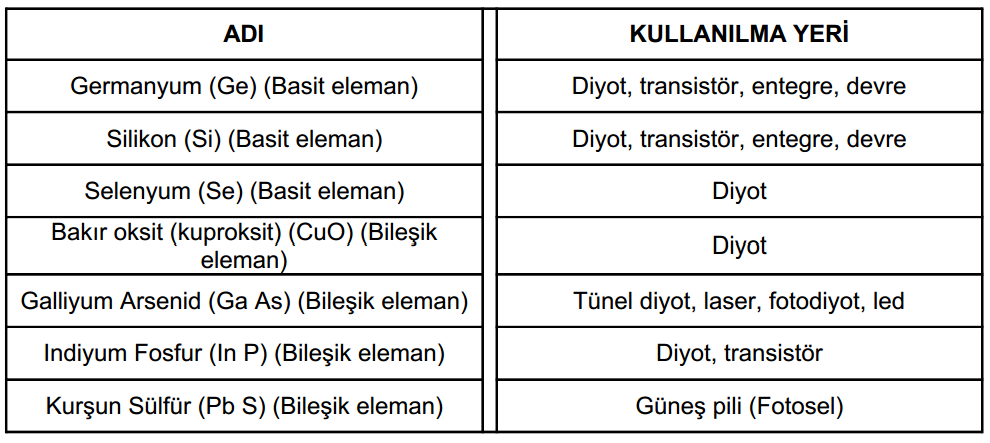 ADI
KULLANILMA YERİ
Germanyum (Ge) (Basit eleman)
Diyot, transistör, entegre, devre
Silikon (Si) (Basit eleman)
Diyot, transistör, entegre, devre
Selenyum (Se) (Basit eleman)
Diyot
Bakır oksit (kuproksit) (CuO) (Bileşik
eleman)
Diyot
Galliyum Arsenid (Ga As) (Bileşik eleman)
Tünel diyot, laser, fotodiyot, led
Indiyum Fosfur (In P) (Bileşik eleman)
Diyot, transistör
Kurşun Sülfür (Pb S) (Bileşik eleman)
Güneş pili (Fotosel)